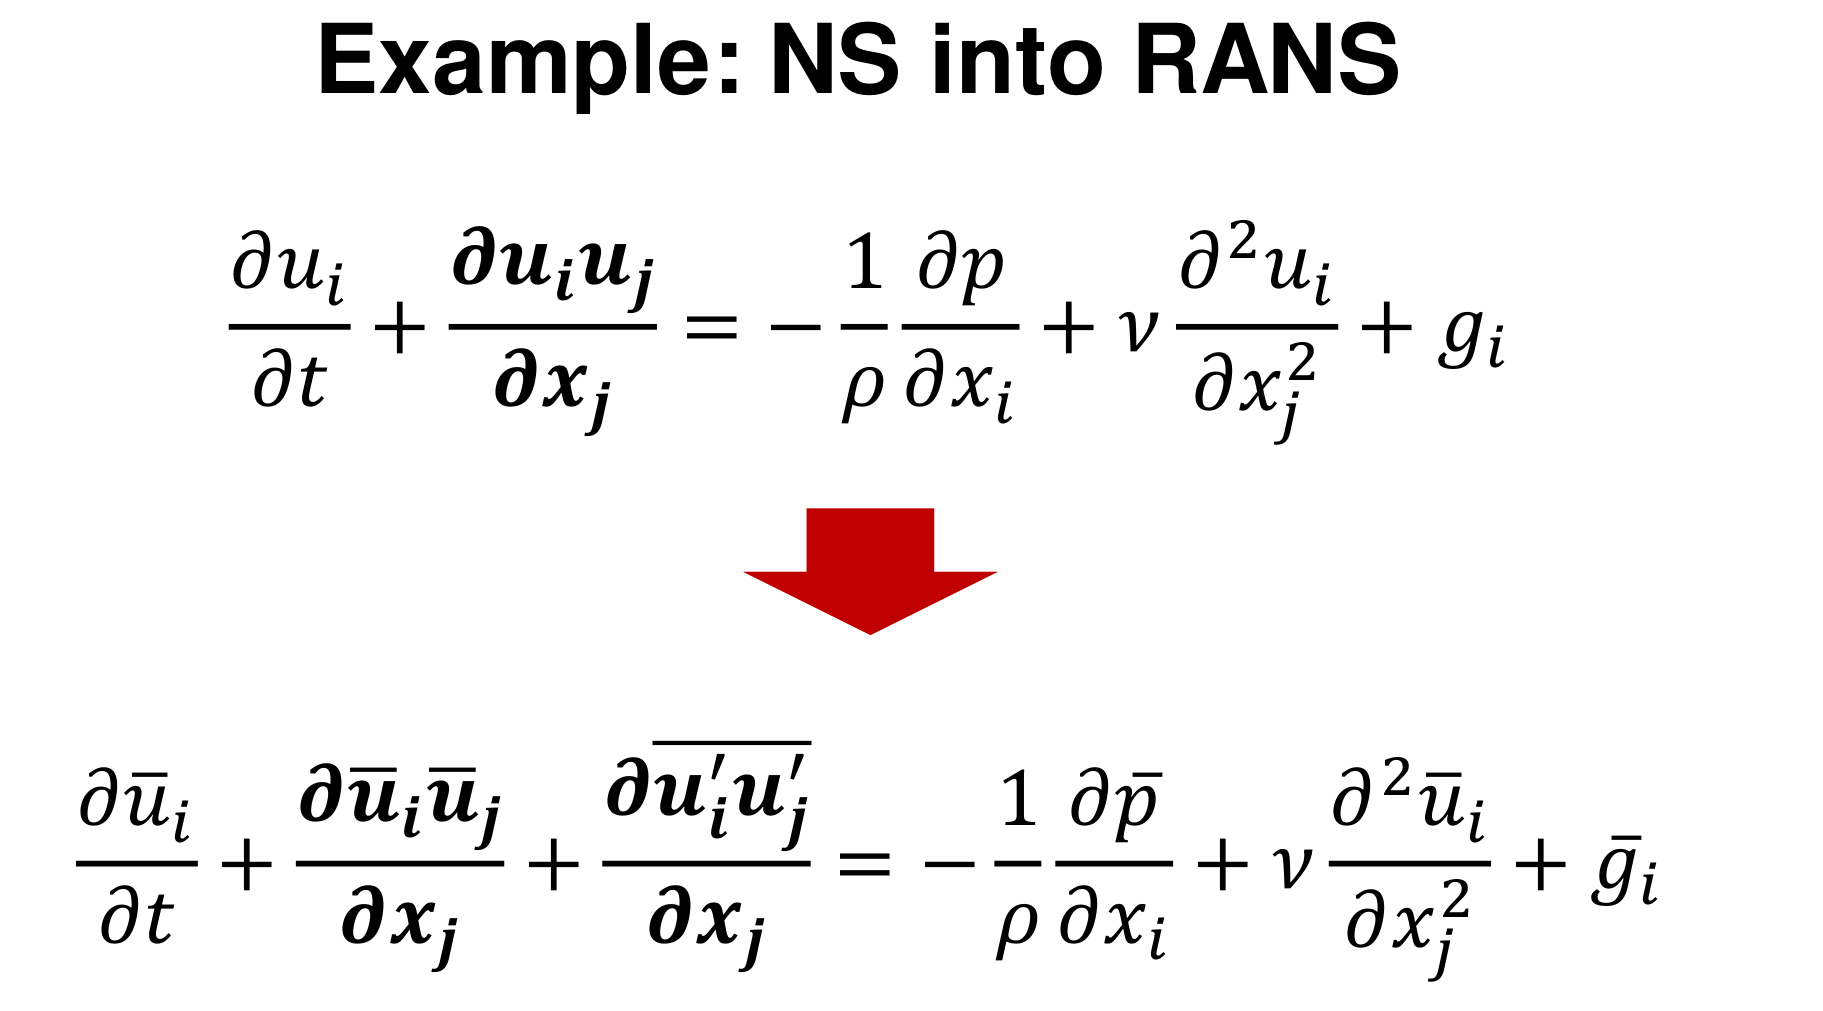 Example: NS into RANS
$\frac{\partial u_i}{\partial t} + \boldsymbol{\frac{\partial u_i u_j}{\partial x_j}} = -\frac{1}{\rho}\frac{\partial p}{\partial x_i} + \nu\frac{\partial^2 u_i}{\partial x_j^2} + g_i$
$\frac{\partial \bar{u}_i}{\partial t} + \boldsymbol{\frac{\partial \bar{u}_i \bar{u}_j}{\partial x_j}} + \boldsymbol{\frac{\partial \overline{u_i' u_j'}}{\partial x_j}} = -\frac{1}{\rho}\frac{\partial \bar{p}}{\partial x_i} + \nu\frac{\partial^2 \bar{u}_i}{\partial x_j^2} + \bar{g}_i$